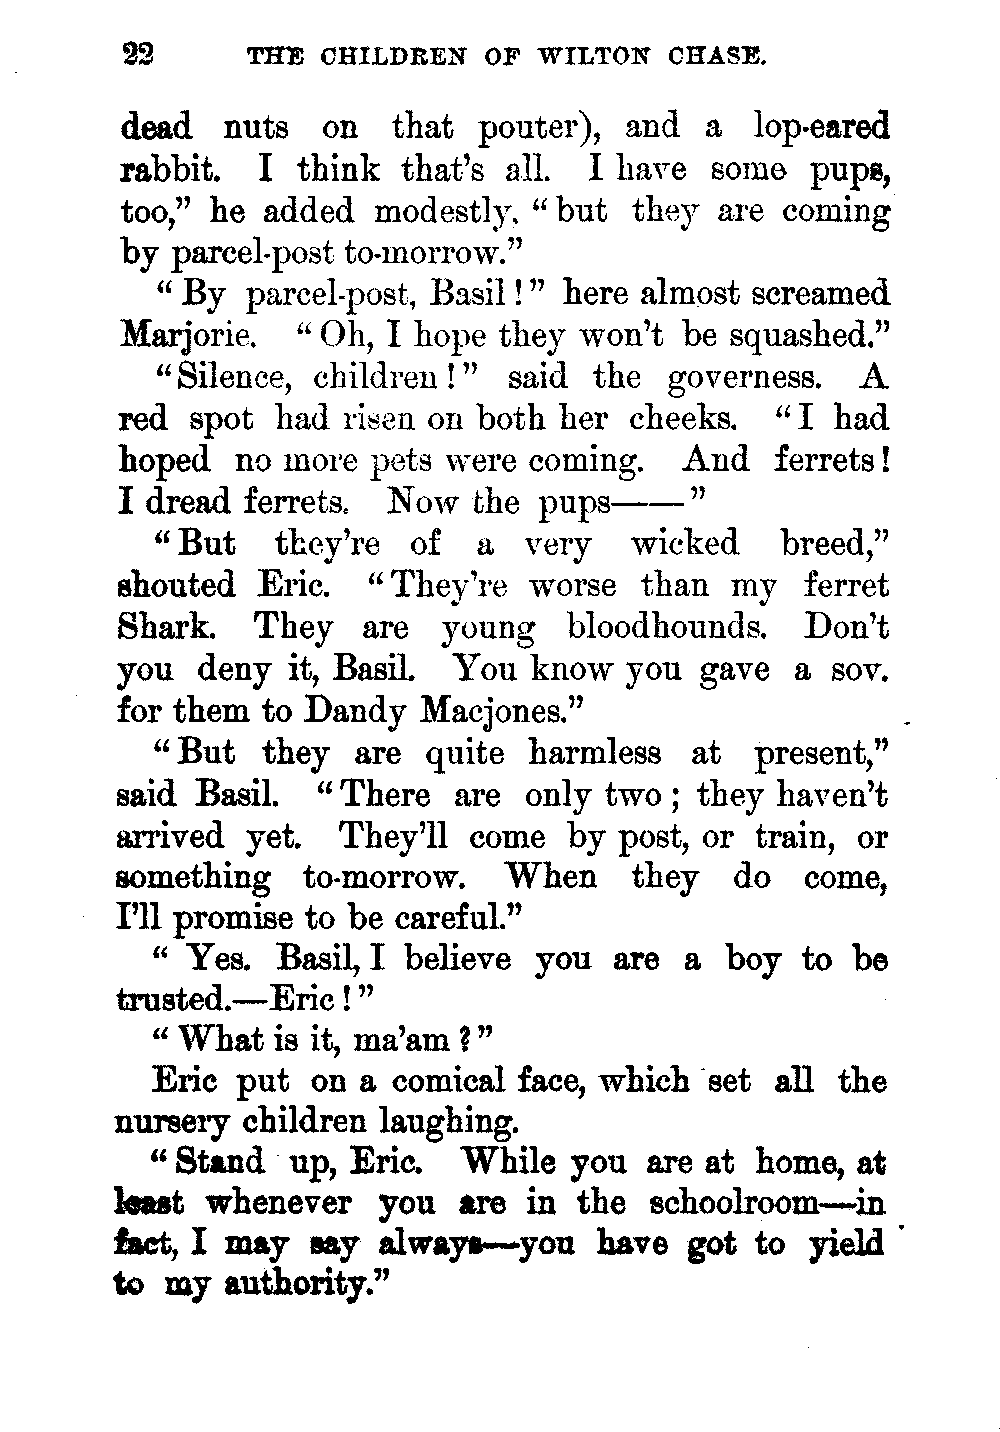 22 THE CHILDREN OF WILTON CHASE.
dead nuts on that pouter), and a lop-eared
rabbit. I think that's all. I have some pups,
too,” he added modestly, “but they are coming
by parcel-post to-morrow.”
“By parcel-post, Basil!” here almost screamed
Marjorie. “Oh, I hope they won't be squashed.”
“Silence, children!” said the governess. A
red spot had risen on both her cheeks. “I had
hoped no more pets were coming. And ferrets!
I dread ferrets. Now the pups——”
“But they're of a very wicked breed,”
shouted Eric. “They're worse than my ferret
Shark. They are young bloodhounds. Don't
you deny it, Basil. You know you gave a sov.
for them to Dandy Macjones.”
“But they are quite harmless at present,”
said Basil. “There are only two; they haven't
arrived yet. They'll come by post, or train, or
something to-morrow. When they do come,
I'll promise to be careful.”
“Yes. Basil, I believe you are a boy to be
trusted.—Eric!”
“What is it, ma'am?”
Eric put on a comical face, which set all the
nursery children laughing.
“Stand up, Eric. While you are at home, at
least whenever you are in the schoolroom—in
fact, I may say always—you have got to yield
to my authority.”